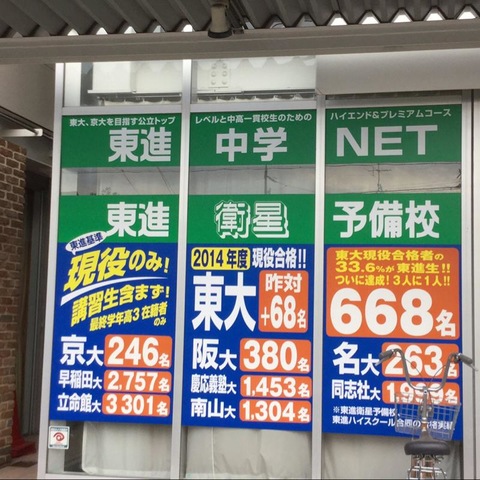 東大、京大を目指す公立トップ レベルと中高一貫校生のための ハイエンド&プレミアムコース
東進 中学 NET
東進 衛星 予備校
東進基準
現役のみ!
講習生含まず!
最終学年高3在籍者のみ
2014年度 現役合格!!
東大 昨対+68名
東大現役合格者の
33.6%が東進生!!
ついに達成!3人に1人!!
668名
京大 246名 阪大 380名 名大 263名
早稲田大 2,757名 慶応義塾大 1,453名 同志社大
立命館大 3301名 南山大 1,304名
※東進衛星予備校
東進ハイスクール